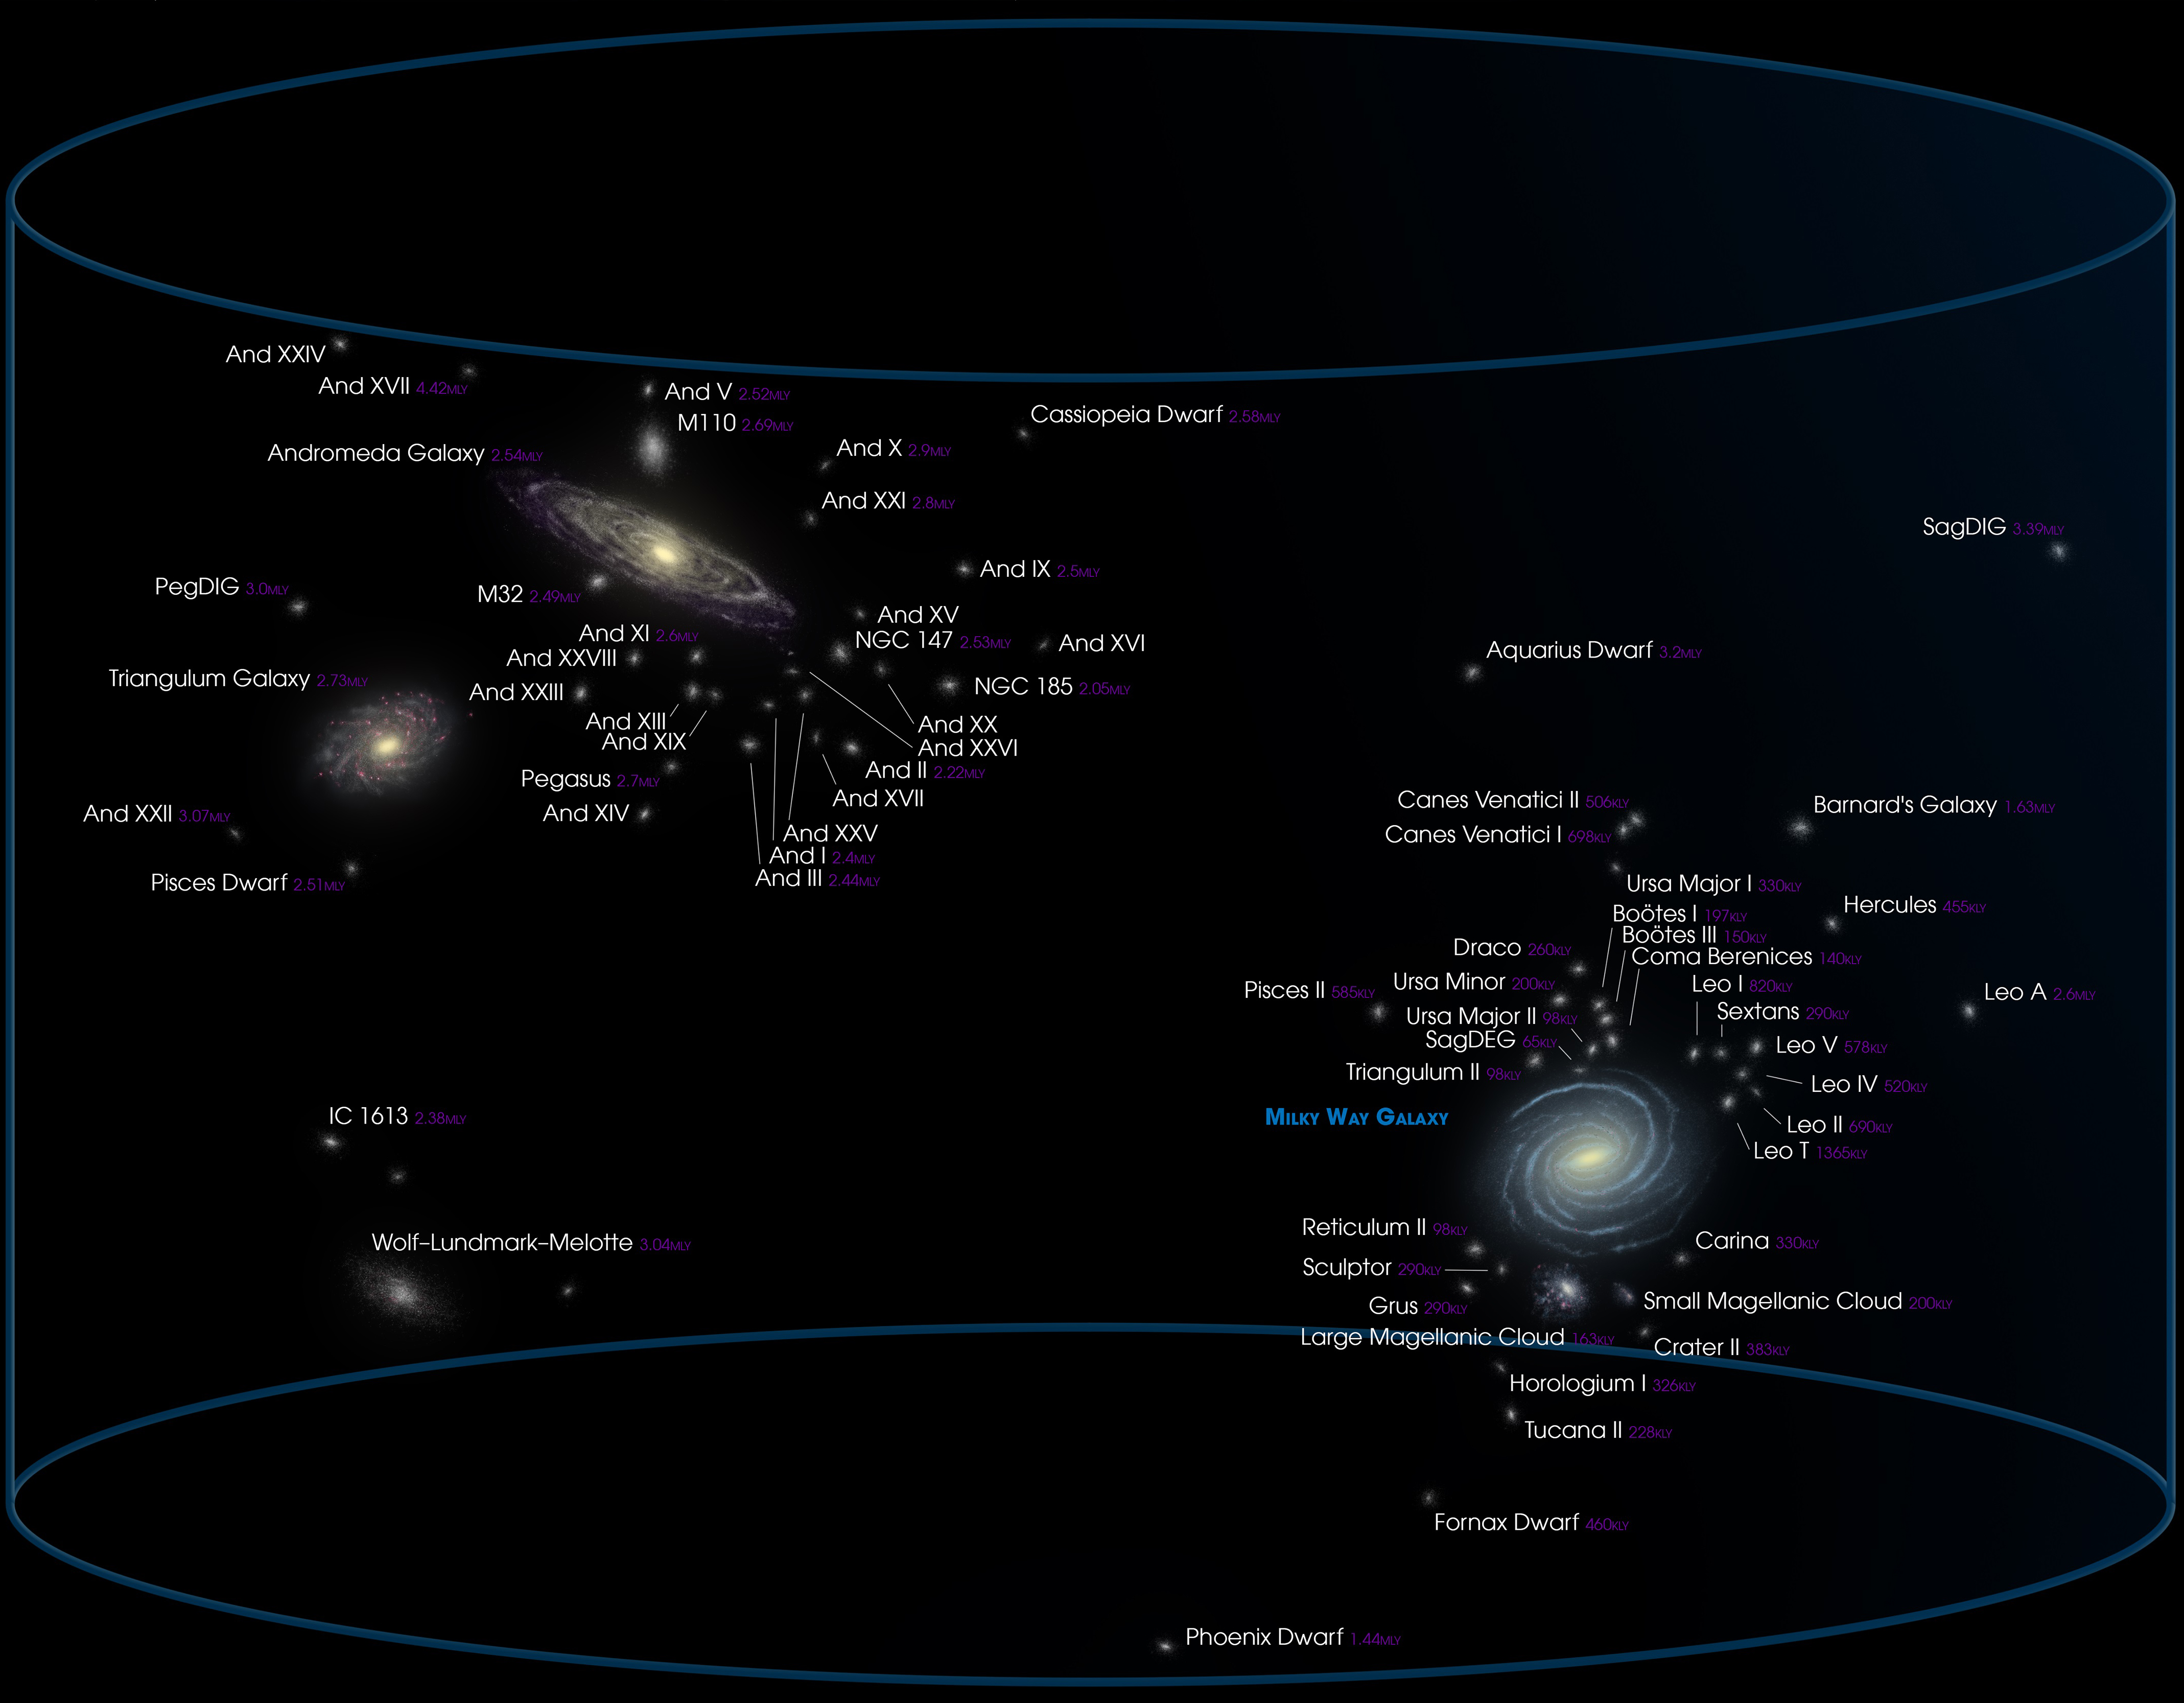 And XXIV
And XVII 4.42MLY
And V 2.52MLY
M110 2.69MLY
Cassiopeia Dwarf 2.58MLY
Andromeda Galaxy 2.54MLY
And X 2.9MLY
And XXI 2.8MLY
SagDIG 3.39MLY
And IX 2.5MLY
PegDIG 3.0MLY
M32 2.49MLY
And XV
And XI 2.6MLY
NGC 147 2.53MLY
And XVI
Aquarius Dwarf 3.2MLY
And XXVIII
Triangulum Galaxy 2.73MLY
And XXIII
NGC 185 2.05MLY
And XIII
And XX
And XIX
And XXVI
And II 2.22MLY
Pegasus 2.7MLY
And XVII
And XIV
And XXII 3.07MLY
And XXV
And I 2.4MLY
And III 2.44MLY
Pisces Dwarf 2.51MLY
Canes Venatici II 506KLY
Barnard's Galaxy 1.63MLY
Canes Venatici I 698KLY
Ursa Major I 330KLY
Hercules 455KLY
Boötes I 197KLY
Boötes III 150KLY
Draco 260KLY
Coma Berenices 140KLY
Ursa Minor 200KLY
Leo I 820KLY
Pisces II 585KLY
Leo A 2.6MLY
Sextans 290KLY
Ursa Major II 98KLY
SagDEG 65KLY
Leo V 578KLY
Triangulum II 98KLY
Leo IV 520KLY
Milky Way Galaxy
Leo II 690KLY
Leo T 1365KLY
IC 1613 2.38MLY
Reticulum II 98KLY
Wolf–Lundmark–Melotte 3.04MLY
Carina 330KLY
Sculptor 290KLY
Small Magellanic Cloud 200KLY
Grus 290KLY
Large Magellanic Cloud 163KLY
Crater II 383KLY
Horologium I 326KLY
Tucana II 228KLY
Fornax Dwarf 460KLY
Phoenix Dwarf 1.44MLY